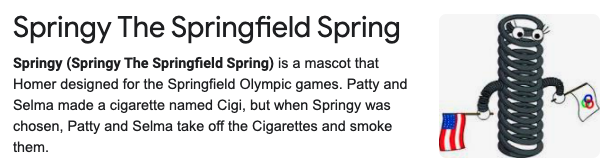 Springy The Springfield Spring
Springy (Springy The Springfield Spring) is a mascot that
Homer designed for the Springfield Olympic games. Patty and
Selma made a cigarette named Cigi, but when Springy was
chosen, Patty and Selma take off the Cigarettes and smoke
them.